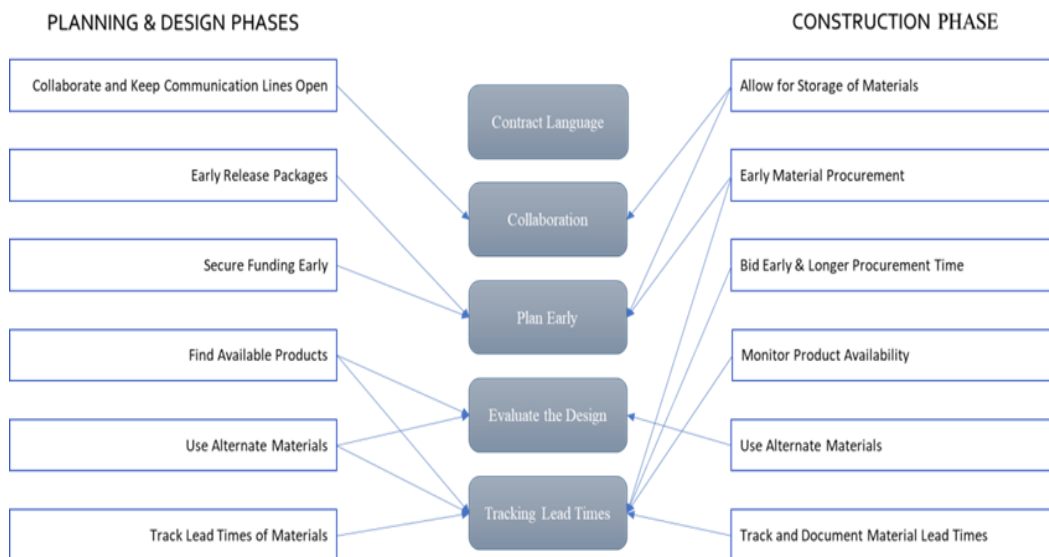 PLANNING & DESIGN PHASES
CONSTRUCTION PHASE
Collaborate and Keep Communication Lines Open
Early Release Packages
Secure Funding Early
Find Available Products
Use Alternate Materials
Track Lead Times of Materials
Contract Language
Collaboration
Plan Early
Evaluate the Design
Tracking Lead Times
Allow for Storage of Materials
Early Material Procurement
Bid Early & Longer Procurement Time
Monitor Product Availability
Use Alternate Materials
Track and Document Material Lead Times